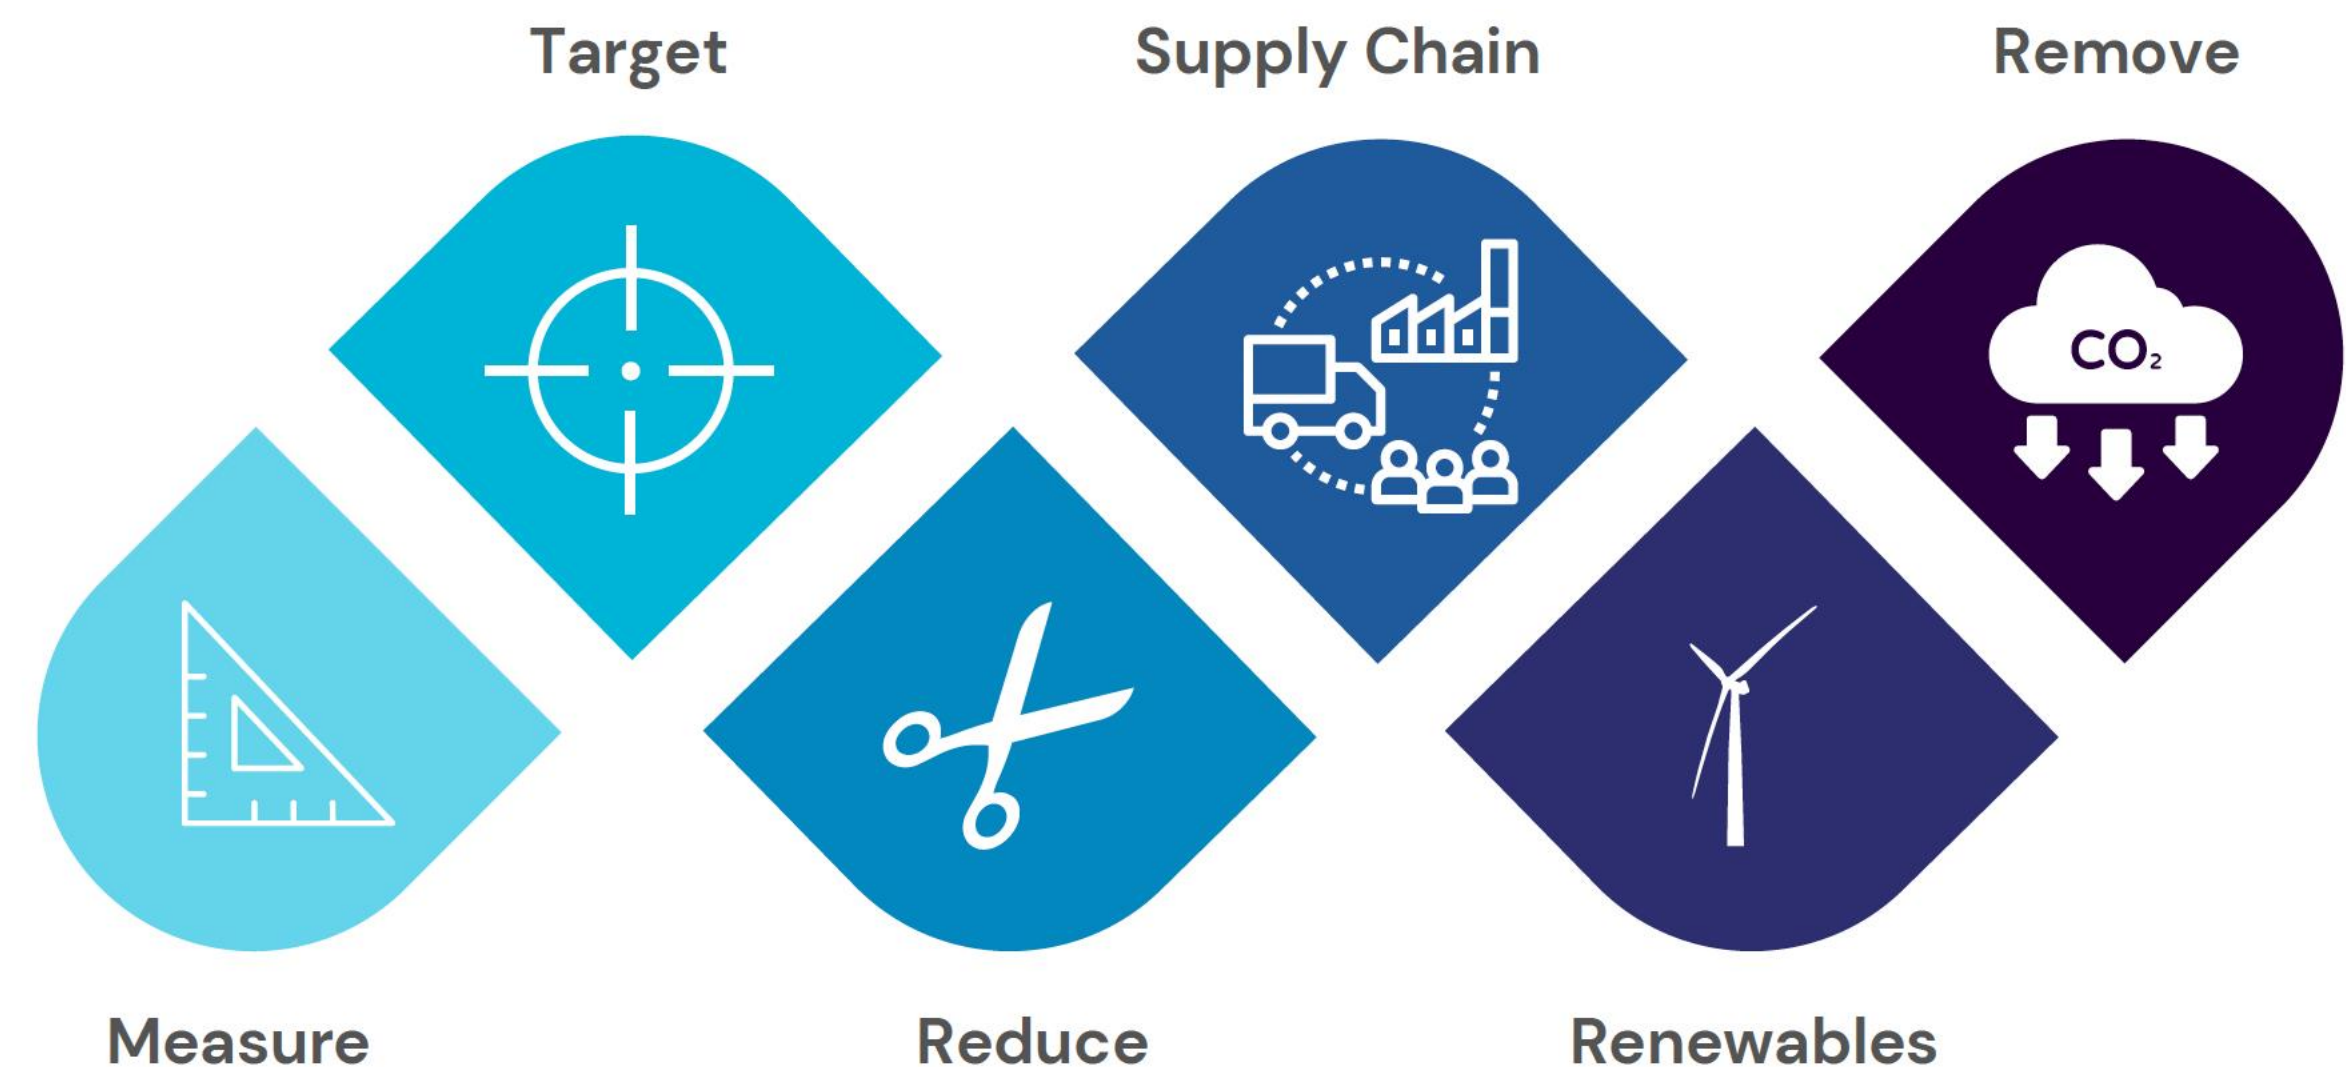 Target
Supply Chain
Remove
CO₂
Measure
Reduce
Renewables